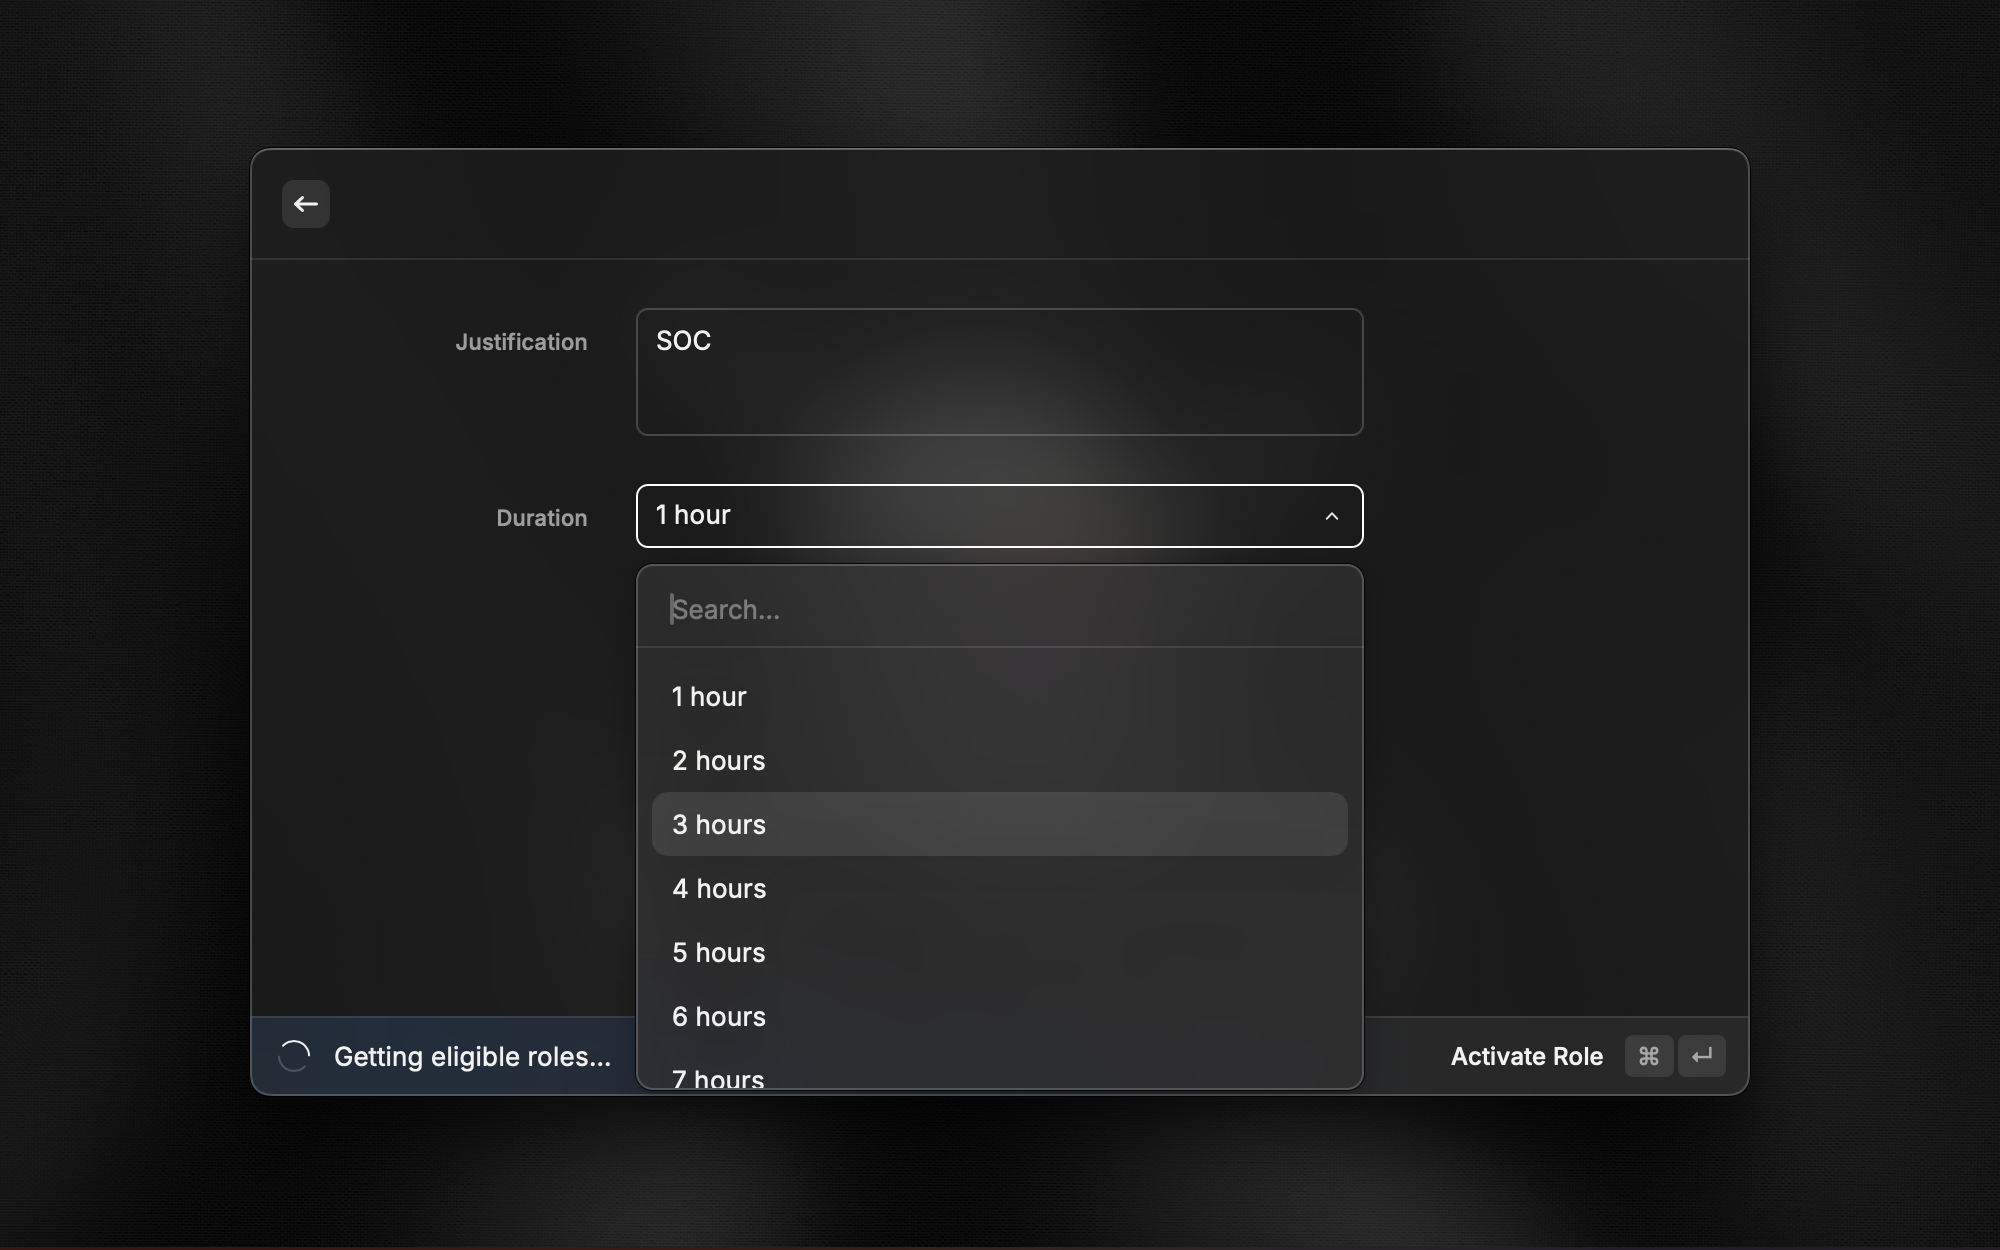 Justification
SOC
Duration
1 hour
Search...
1 hour
2 hours
3 hours
4 hours
5 hours
6 hours
7 hours
Getting eligible roles...
Activate Role ⌘ ↵